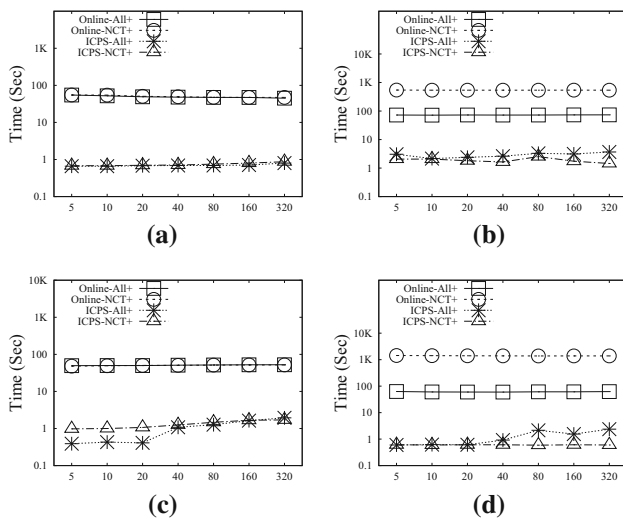 Online-All+
Online-NCT+
ICPS-All+
ICPS-NCT+
1K
100
10
1
0.1
Time (Sec)
5 10 20 40 80 160 320
(a)
Online-All+
Online-NCT+
ICPS-All+
ICPS-NCT+
10K
1K
100
10
1
0.1
Time (Sec)
5 10 20 40 80 160 320
(b)
10K
Online-All+
Online-NCT+
ICPS-All+
ICPS-NCT+
1K
100
10
1
0.1
Time (Sec)
5 10 20 40 80 160 320
(c)
Online-All+
Online-NCT+
ICPS-All+
ICPS-NCT+
10K
1K
100
10
1
0.1
Time (Sec)
5 10 20 40 80 160 320
(d)